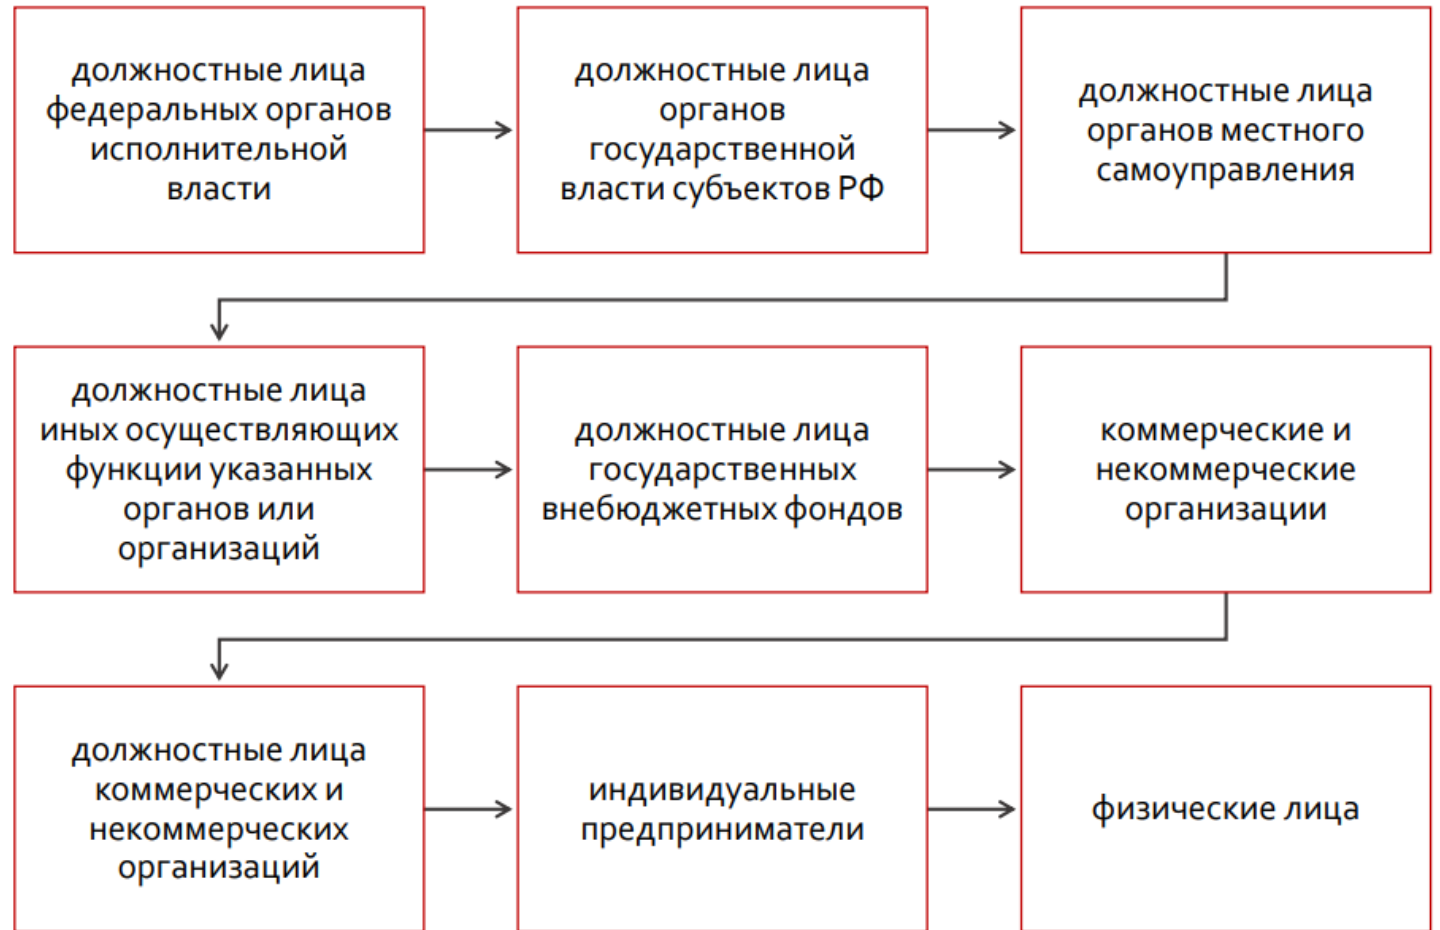 должностные лица
федеральных органов
исполнительной
власти
должностные лица
органов
государственной
власти субъектов РФ
должностные лица
органов местного
самоуправления
должностные лица
иных осуществляющих
функции указанных
органов или
организаций
должностные лица
государственных
внебюджетных фондов
коммерческие и
некоммерческие
организации
должностные лица
коммерческих и
некоммерческих
организаций
индивидуальные
предприниматели
физические лица